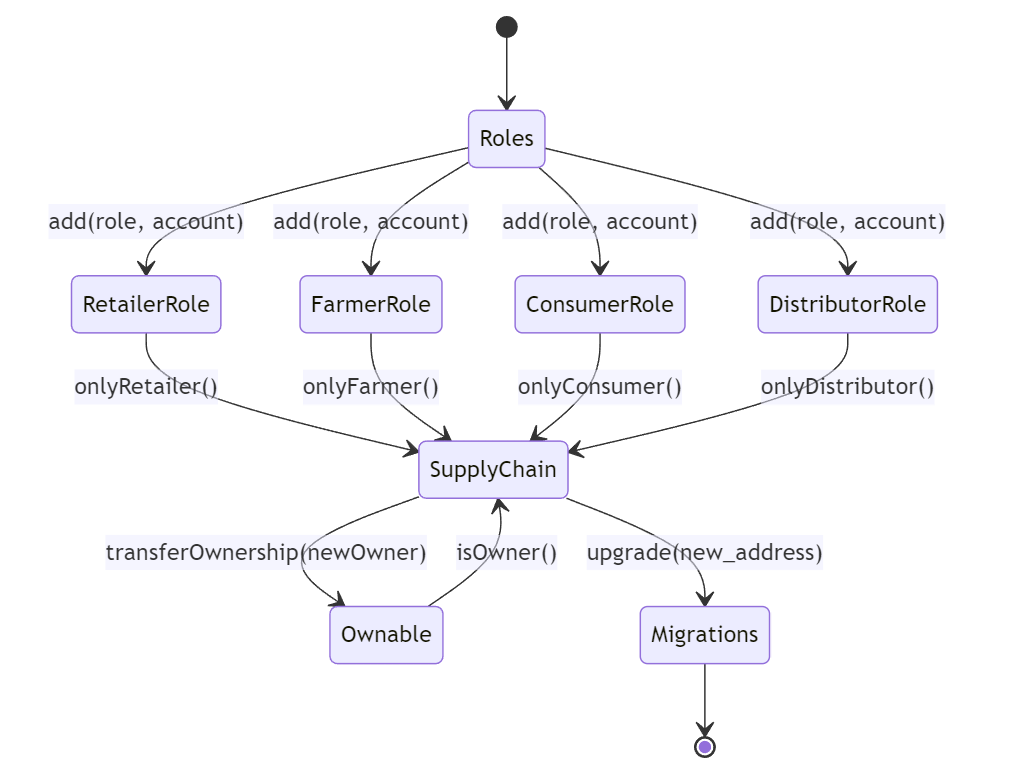 Roles
add(role, account)
add(role, account)
add(role, account)
add(role, account)
RetailerRole
FarmerRole
ConsumerRole
DistributorRole
onlyRetailer()
onlyFarmer()
onlyConsumer()
onlyDistributor()
SupplyChain
transferOwnership(newOwner)
isOwner()
upgrade(new_address)
Ownable
Migrations